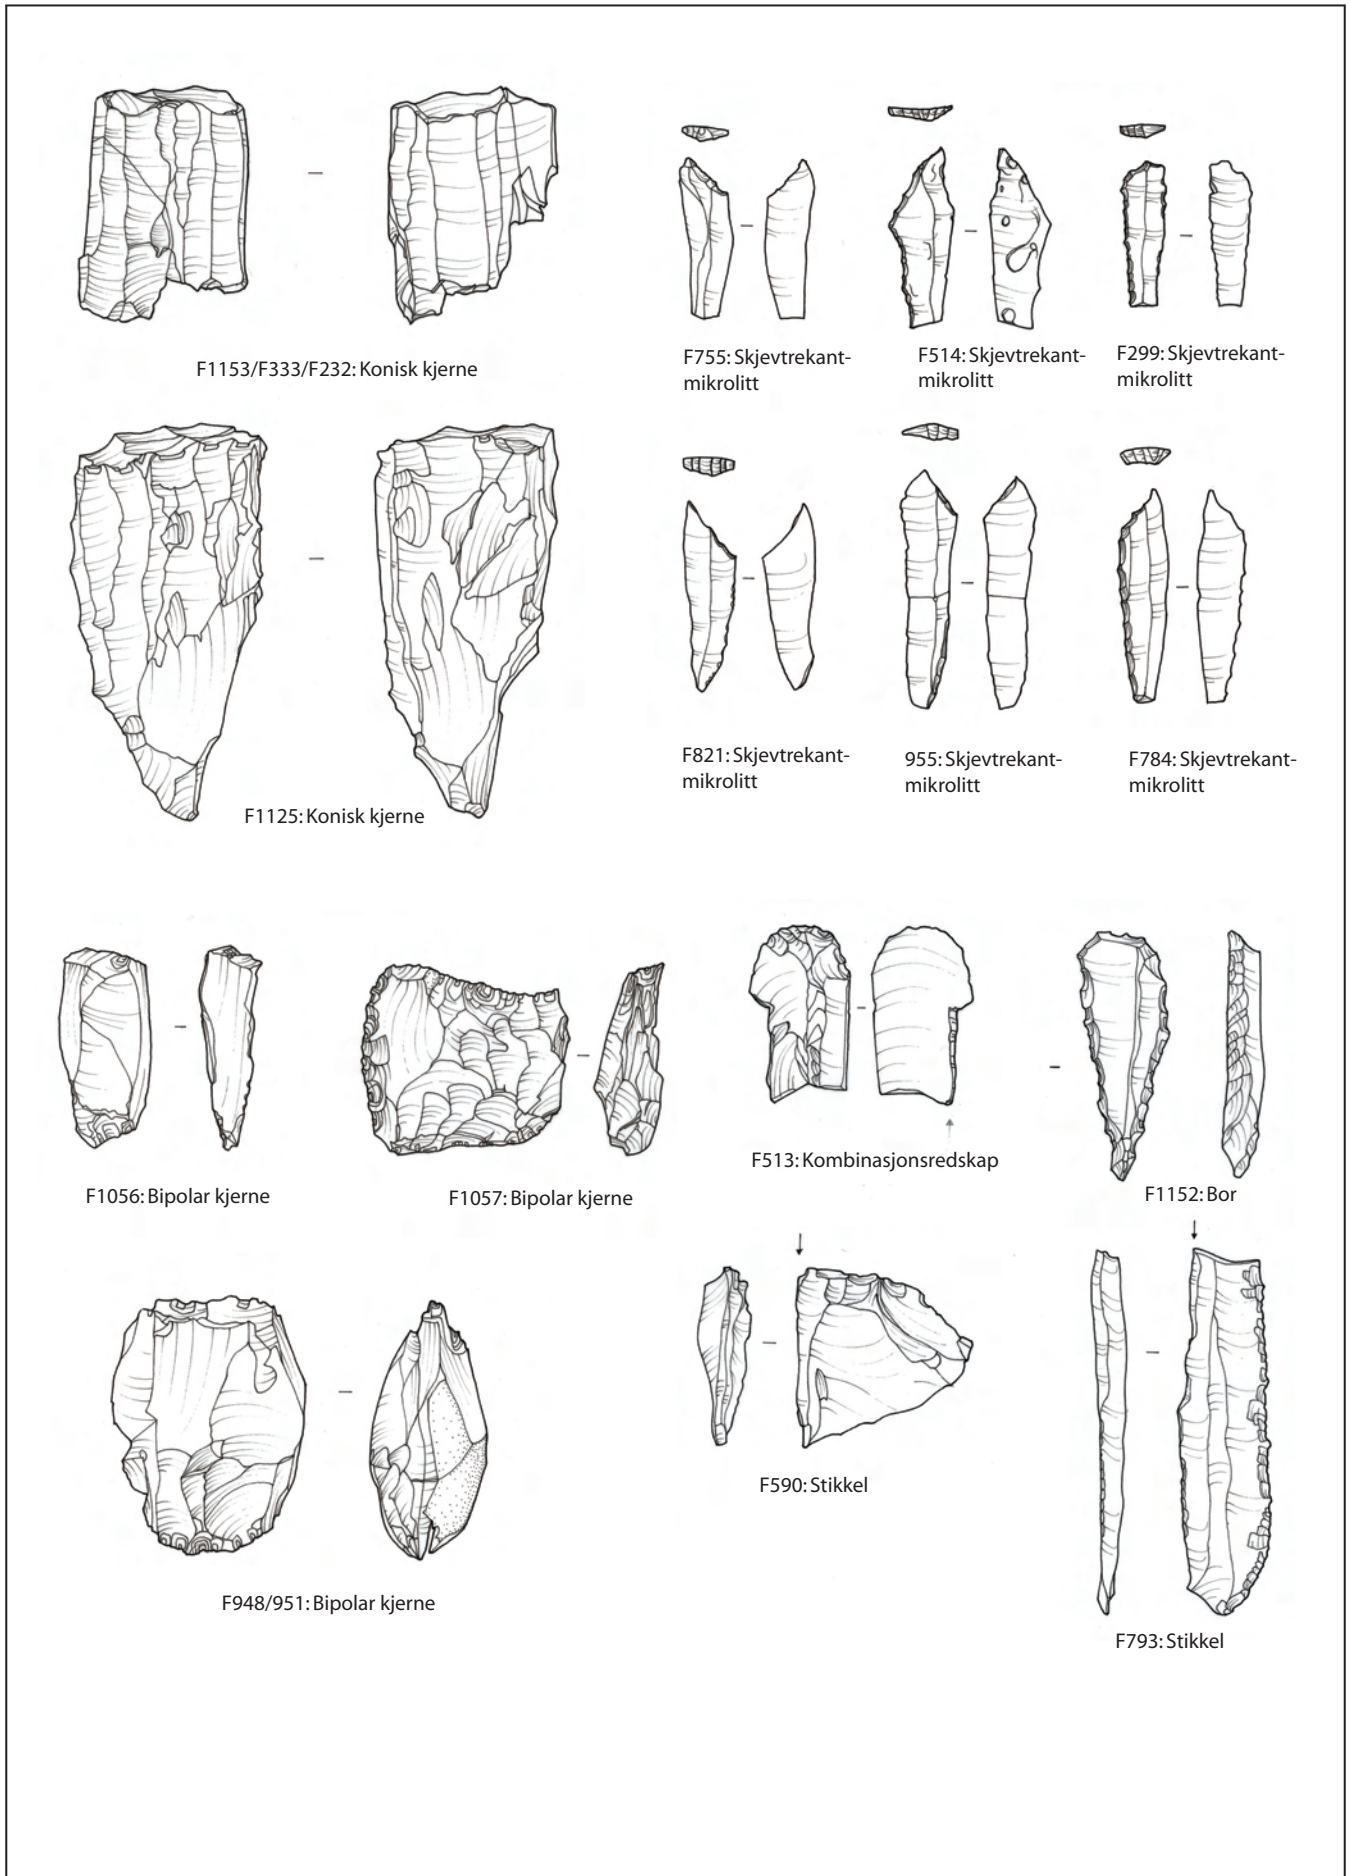 F1153/F333/F232: Konisk kjerne
F755: Skjevtrekant-
mikrolitt
F514: Skjevtrekant-
mikrolitt
F299: Skjevtrekant-
mikrolitt
F821: Skjevtrekant-
mikrolitt
955: Skjevtrekant-
mikrolitt
F784: Skjevtrekant-
mikrolitt
F1125: Konisk kjerne
F1056: Bipolar kjerne
F1057: Bipolar kjerne
F513: Kombinasjonsredskap
F1152: Bor
F590: Stikkel
F948/951: Bipolar kjerne
F793: Stikkel